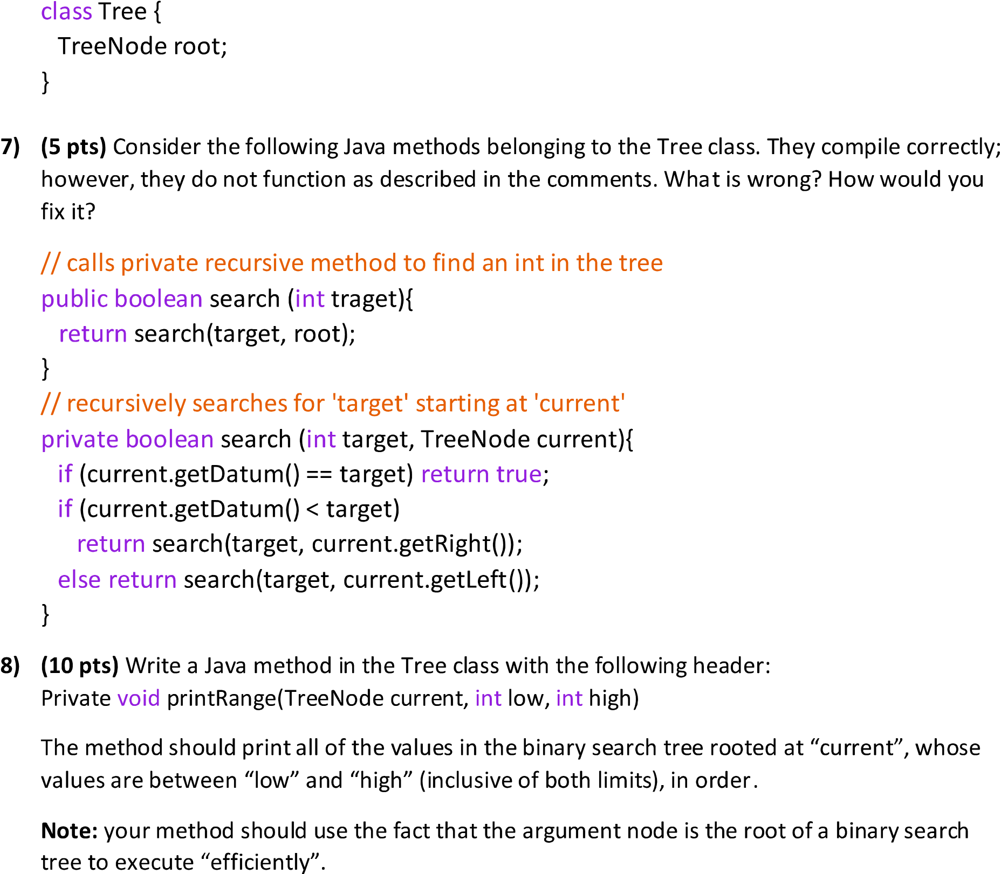 class Tree {
TreeNode root;
}
7) (5 pts) Consider the following Java methods belonging to the Tree class. They compile correctly;
however, they do not function as described in the comments. What is wrong? How would you
fix it?
// calls private recursive method to find an int in the tree
public boolean search (int traget){
return search(target, root);
}
// recursively searches for 'target' starting at 'current'
private boolean search (int target, TreeNode current){
if (current.getDatum() == target) return true;
if (current.getDatum() < target)
return search(target, current.getRight());
else return search(target, current.getLeft());
}
8) (10 pts) Write a Java method in the Tree class with the following header:
Private void printRange(TreeNode current, int low, int high)
The method should print all of the values in the binary search tree rooted at “current”, whose
values are between “low” and “high” (inclusive of both limits), in order.
Note: your method should use the fact that the argument node is the root of a binary search
tree to execute “efficiently”.